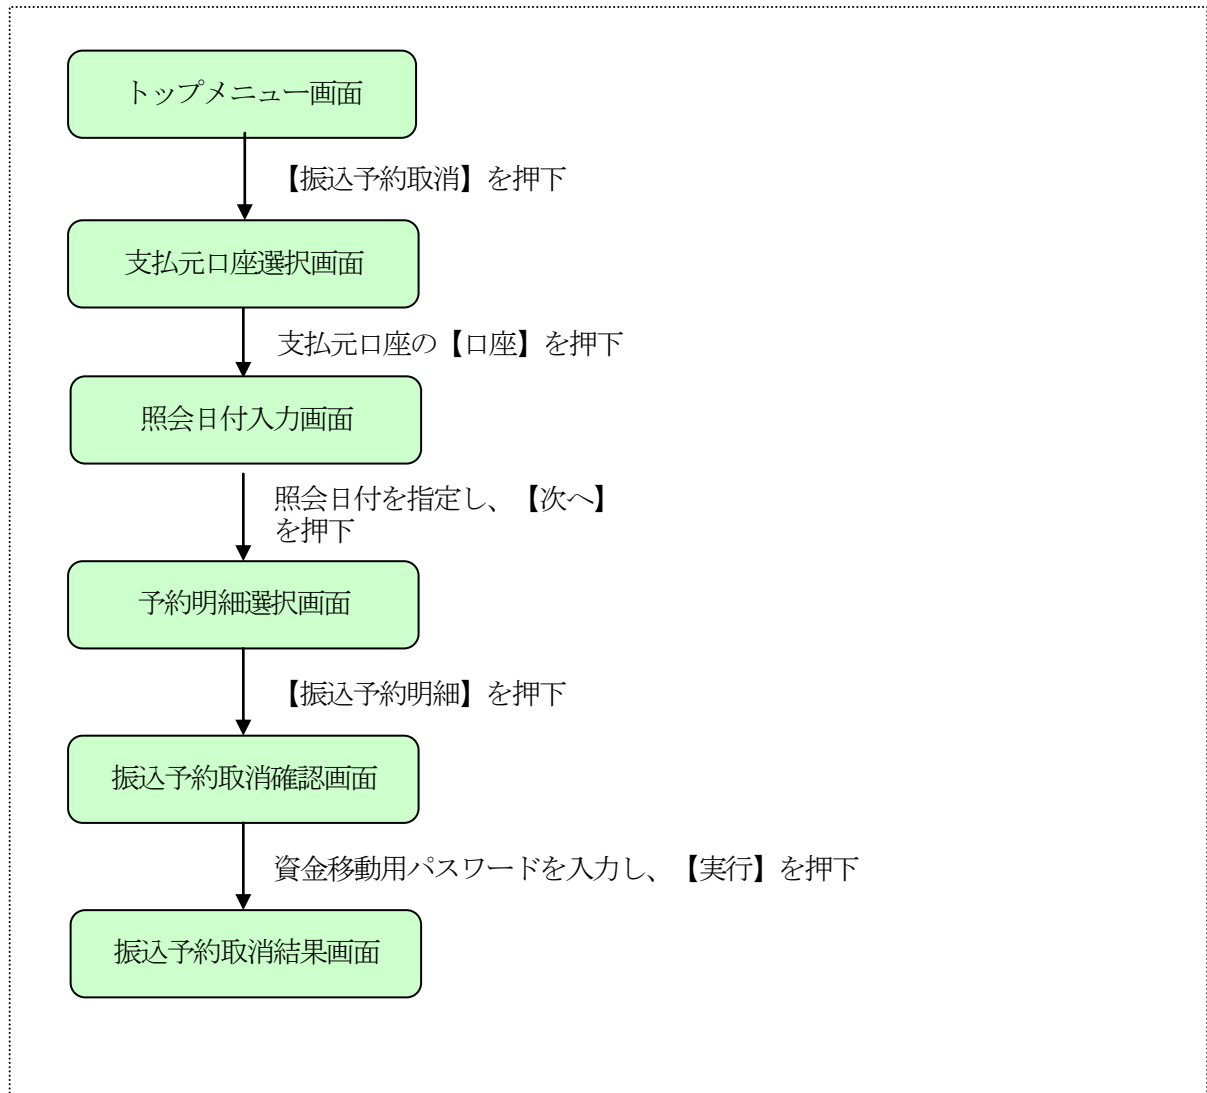 トップメニュー画面
【振込予約取消】を押下
支払元口座選択画面
支払元口座の【口座】を押下
照会日付入力画面
照会日付を指定し、【次へ】
を押下
予約明細選択画面
【振込予約明細】を押下
振込予約取消確認画面
資金移動用パスワードを入力し、【実行】を押下
振込予約取消結果画面